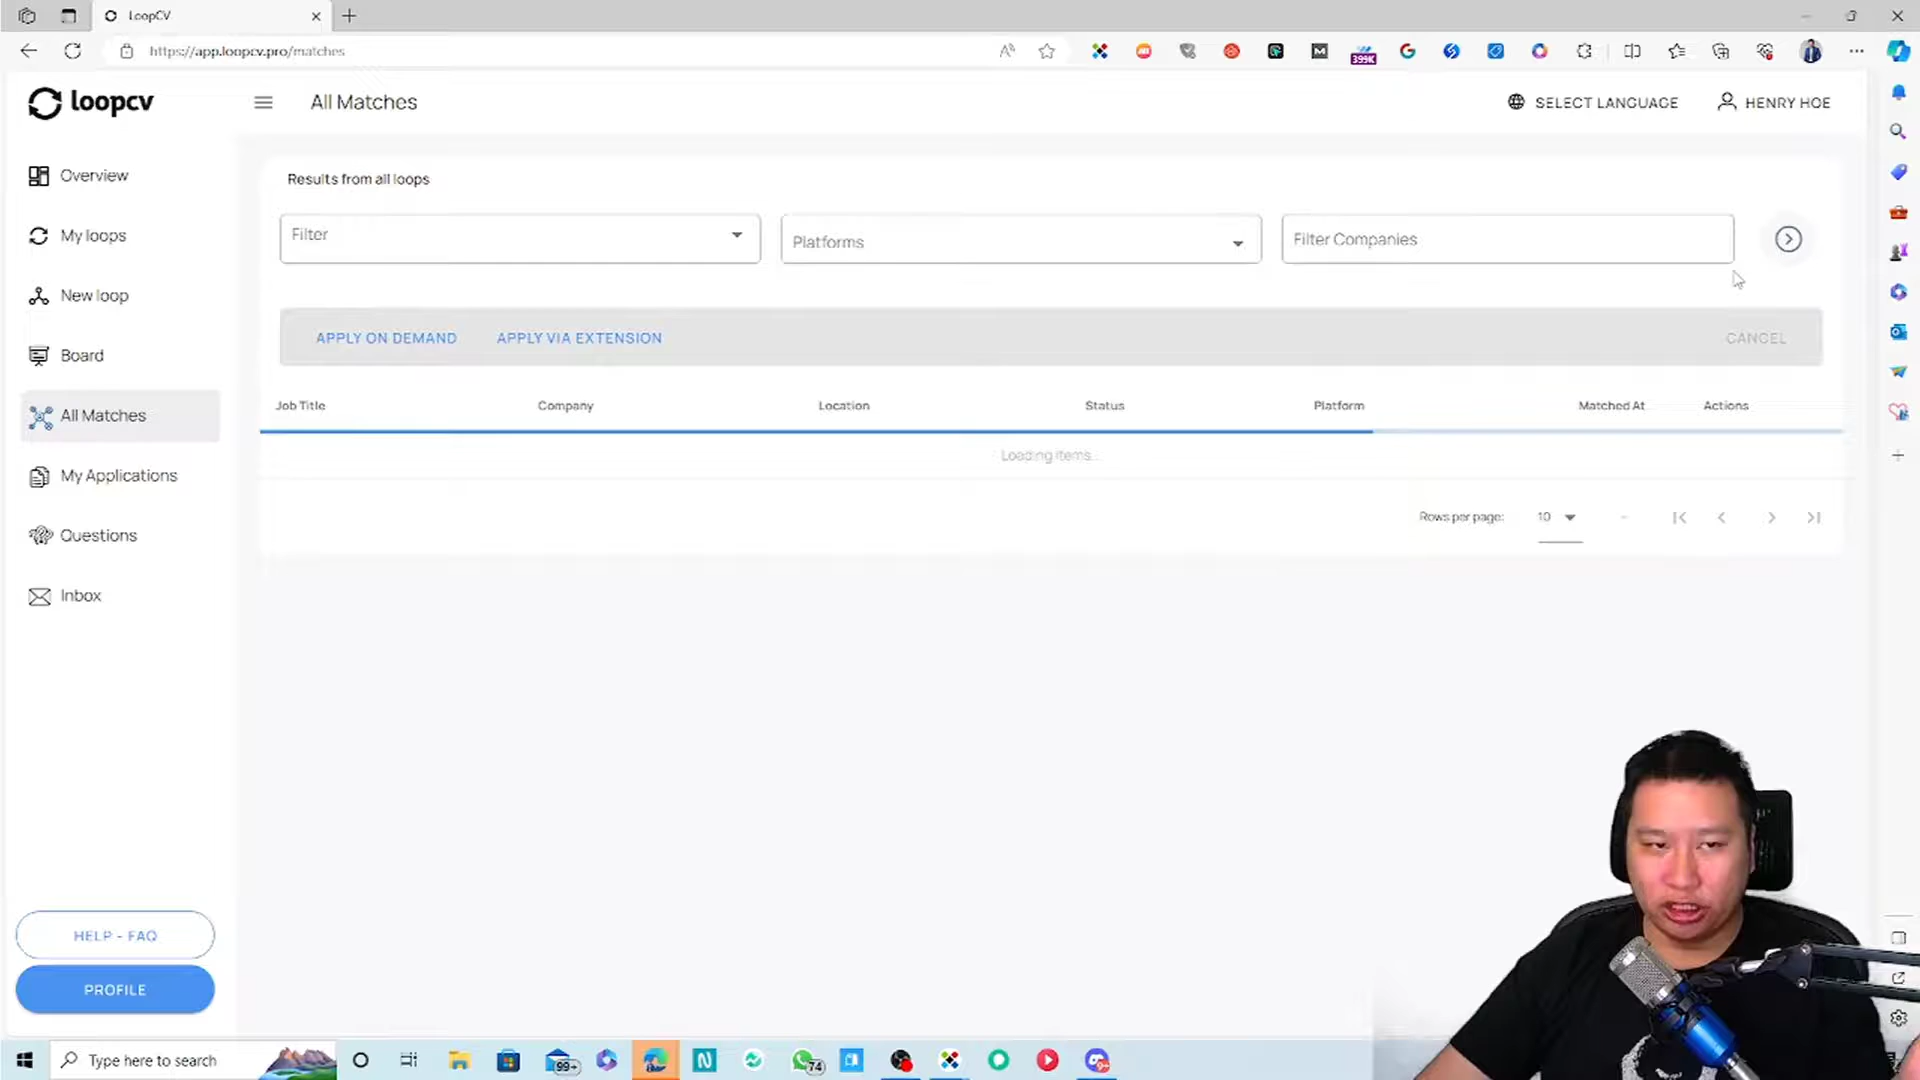 LoopCV
https://app.loopcv.pro/matches
399K
loopcv
All Matches
SELECT LANGUAGE
HENRY HOE
Overview
My loops
New loop
Board
All Matches
My Applications
Questions
Inbox
HELP - FAQ
PROFILE
Results from all loops
Filter
Platforms
Filter Companies
APPLY ON DEMAND
APPLY VIA EXTENSION
CANCEL
Job Title
Company
Location
Status
Platform
Matched At
Actions
Loading items...
Rows per page:
10
-
Type here to search
99+
74